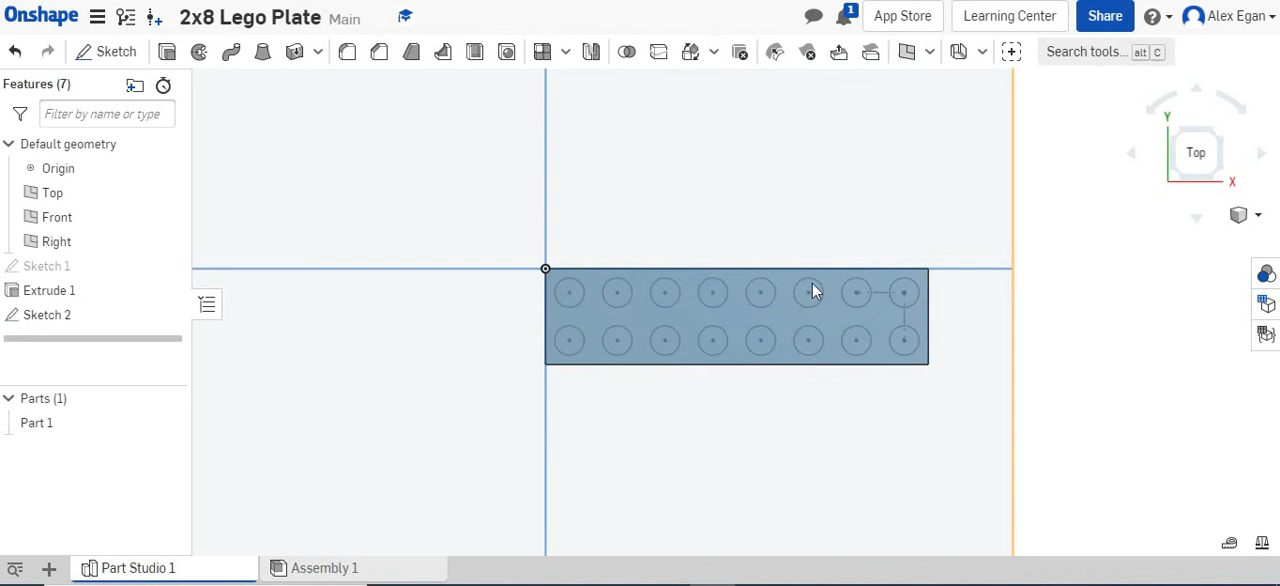 Onshape 2x8 Lego Plate Main 1 App Store Learning Center Share Alex Egan
Sketch Search tools... alt C
Features (7)
Filter by name or type
Default geometry
Origin
Top
Front
Right
Sketch 1
Extrude 1
Sketch 2
Parts (1)
Part 1
Y
Top
X
Part Studio 1 Assembly 1